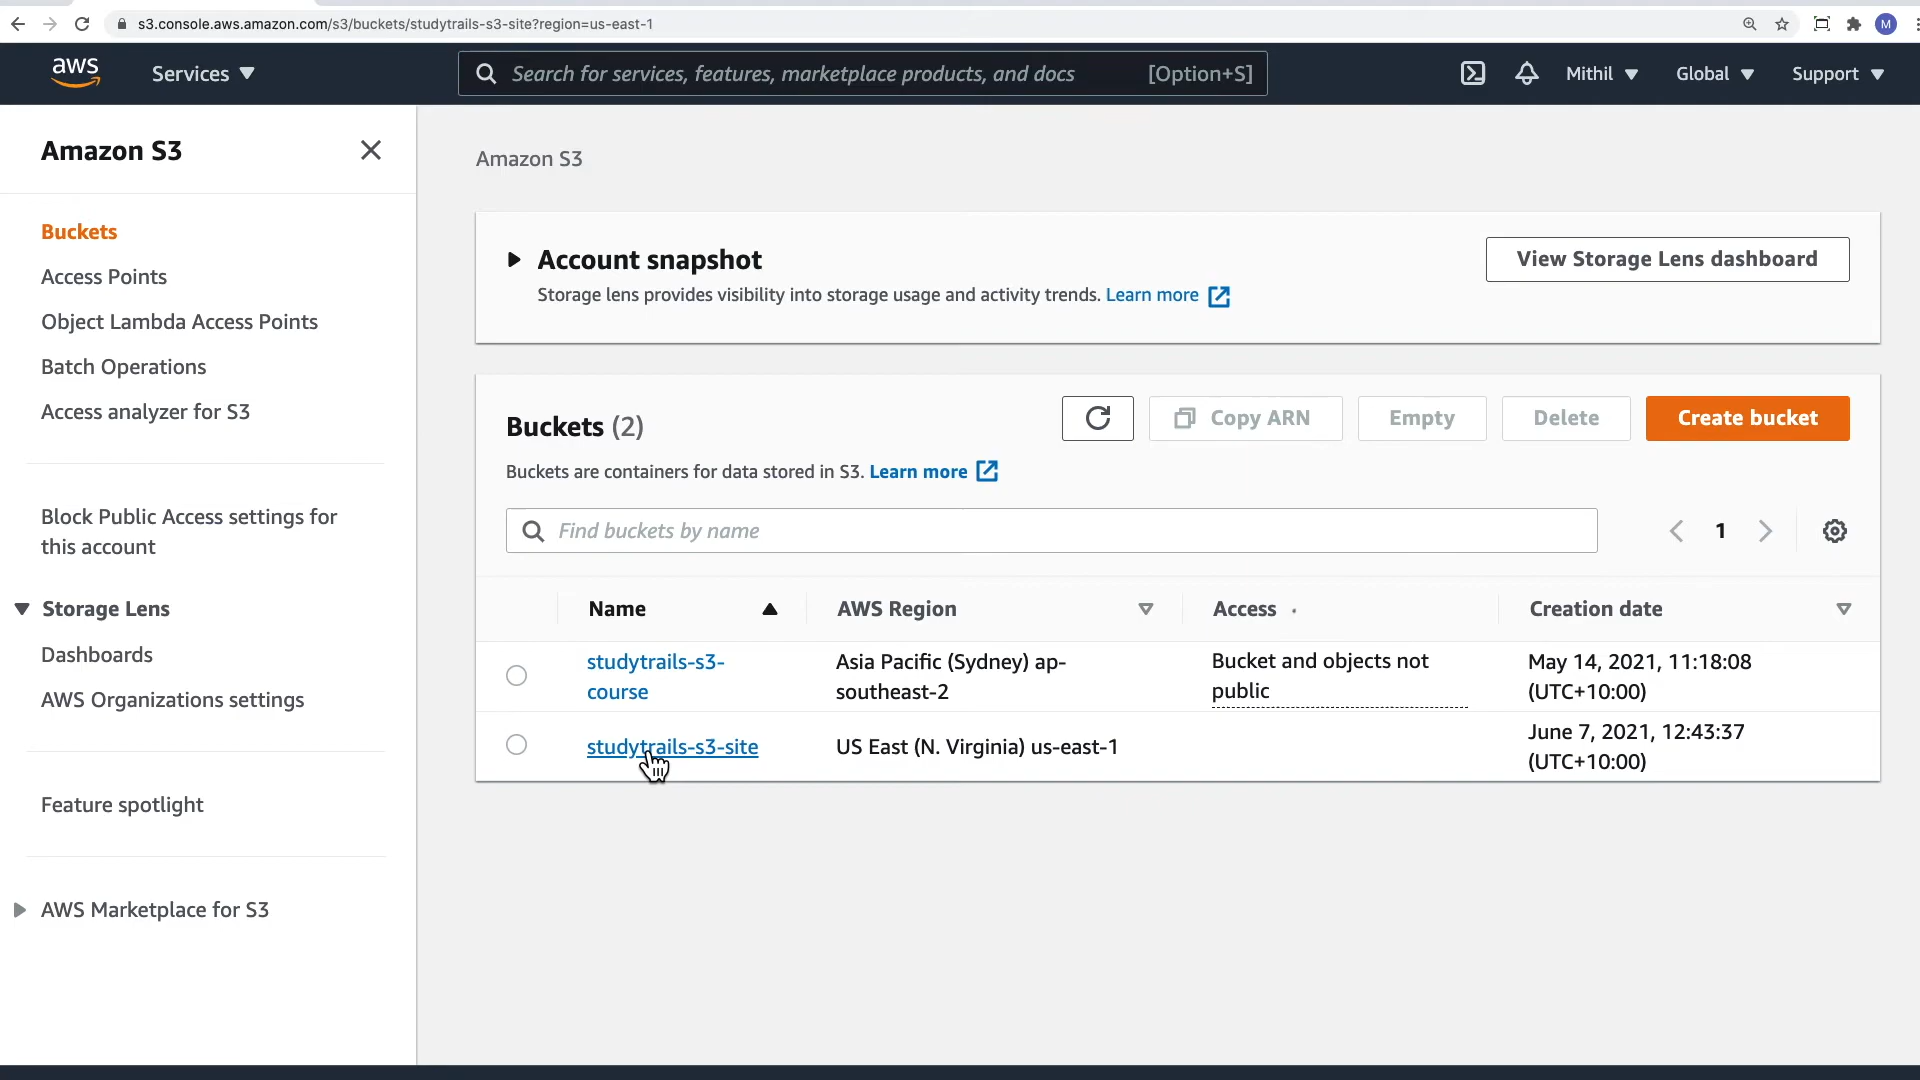 s3.console.aws.amazon.com/s3/buckets/studytrails-s3-site?region=us-east-1
M
aws
Services
Search for services, features, marketplace products, and docs
[Option+S]
Mithil
Global
Support
Amazon S3
Buckets
Access Points
Object Lambda Access Points
Batch Operations
Access analyzer for S3
Block Public Access settings for
this account
Storage Lens
Dashboards
AWS Organizations settings
Feature spotlight
AWS Marketplace for S3
Amazon S3
Account snapshot
Storage lens provides visibility into storage usage and activity trends. Learn more
View Storage Lens dashboard
Buckets (2)
Copy ARN
Empty
Delete
Create bucket
Buckets are containers for data stored in S3. Learn more
Find buckets by name
1
Name
AWS Region
Access
Creation date
studytrails-s3-
course
Asia Pacific (Sydney) ap-
southeast-2
Bucket and objects not
public
May 14, 2021, 11:18:08
(UTC+10:00)
studytrails-s3-site
US East (N. Virginia) us-east-1
June 7, 2021, 12:43:37
(UTC+10:00)